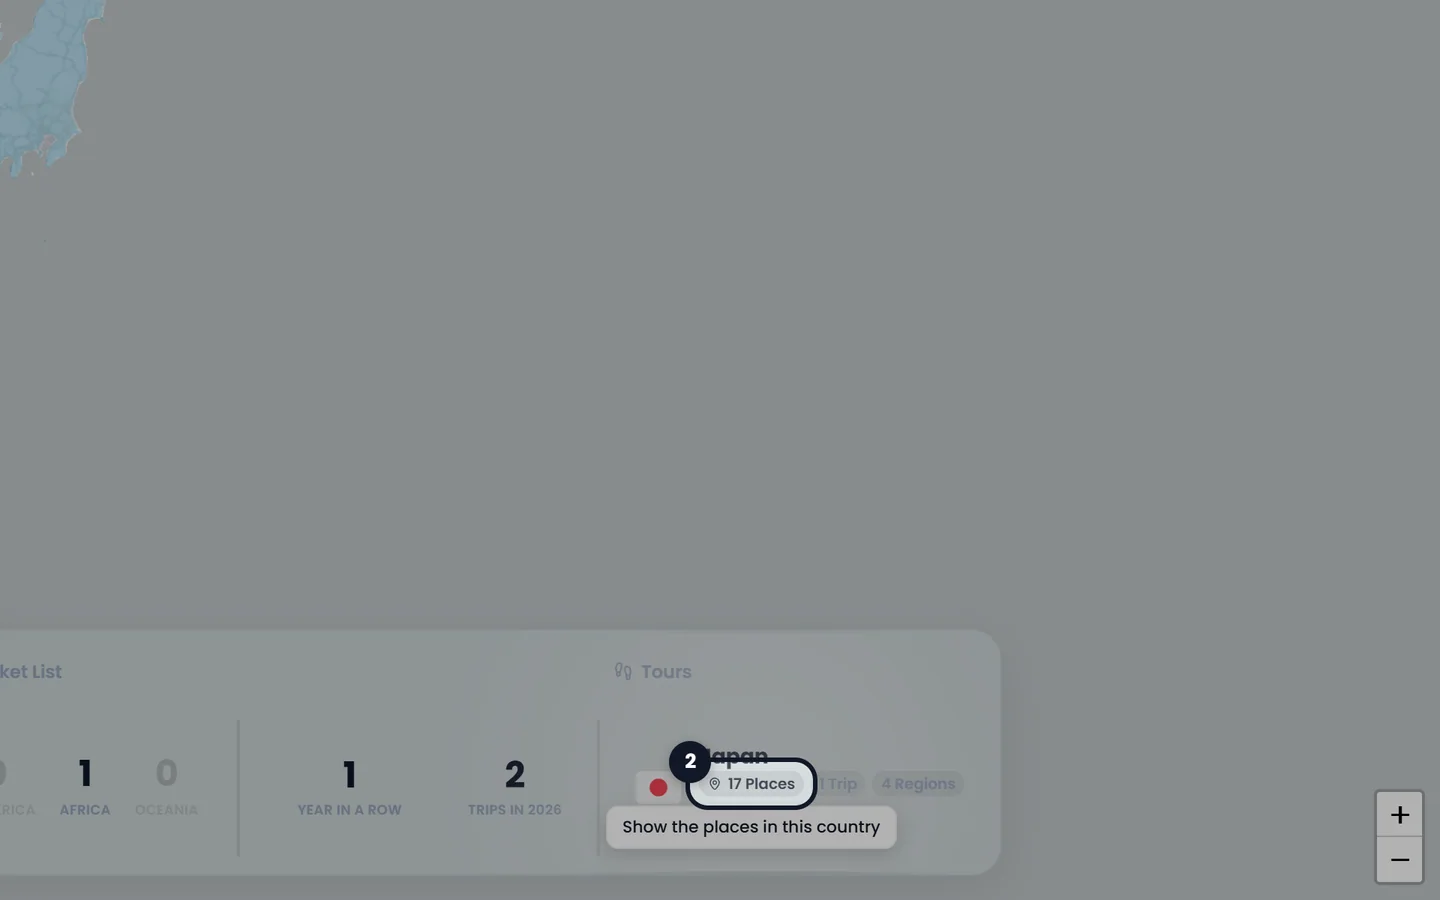 ket List
Tours
1
0
1
2
RICA
AFRICA
OCEANIA
YEAR IN A ROW
TRIPS IN 2026
2
Japan
17 Places
Trip
4 Regions
Show the places in this country
+
−